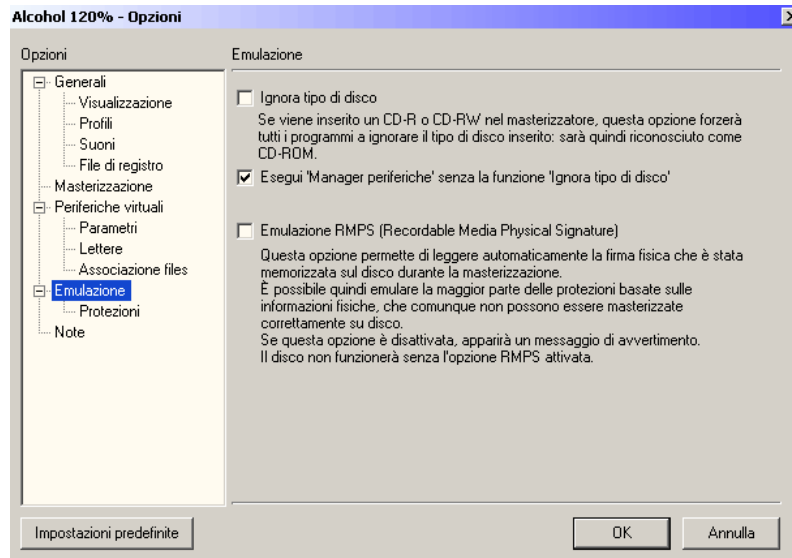 Alcohol 120% - Opzioni
Opzioni
Generali
Visualizzazione
Profili
Suoni
File di registro
Masterizzazione
Periferiche virtuali
Parametri
Lettere
Associazione files
Emulazione
Protezioni
Note
Emulazione
Ignora tipo di disco
Se viene inserito un CD-R o CD-RW nel masterizzatore, questa opzione forzerà
tutti i programmi a ignorare il tipo di disco inserito: sarà quindi riconosciuto come
CD-ROM.
Esegui 'Manager periferiche' senza la funzione 'Ignora tipo di disco'
Emulazione RMPS (Recordable Media Physical Signature)
Questa opzione permette di leggere automaticamente la firma fisica che è stata
memorizzata sul disco durante la masterizzazione.
È possibile quindi emulare la maggior parte delle protezioni basate sulle
informazioni fisiche, che comunque non possono essere masterizzate
correttamente su disco.
Se questa opzione è disattivata, apparirà un messaggio di avvertimento.
Il disco non funzionerà senza l'opzione RMPS attivata.
Impostazioni predefinite
OK
Annulla